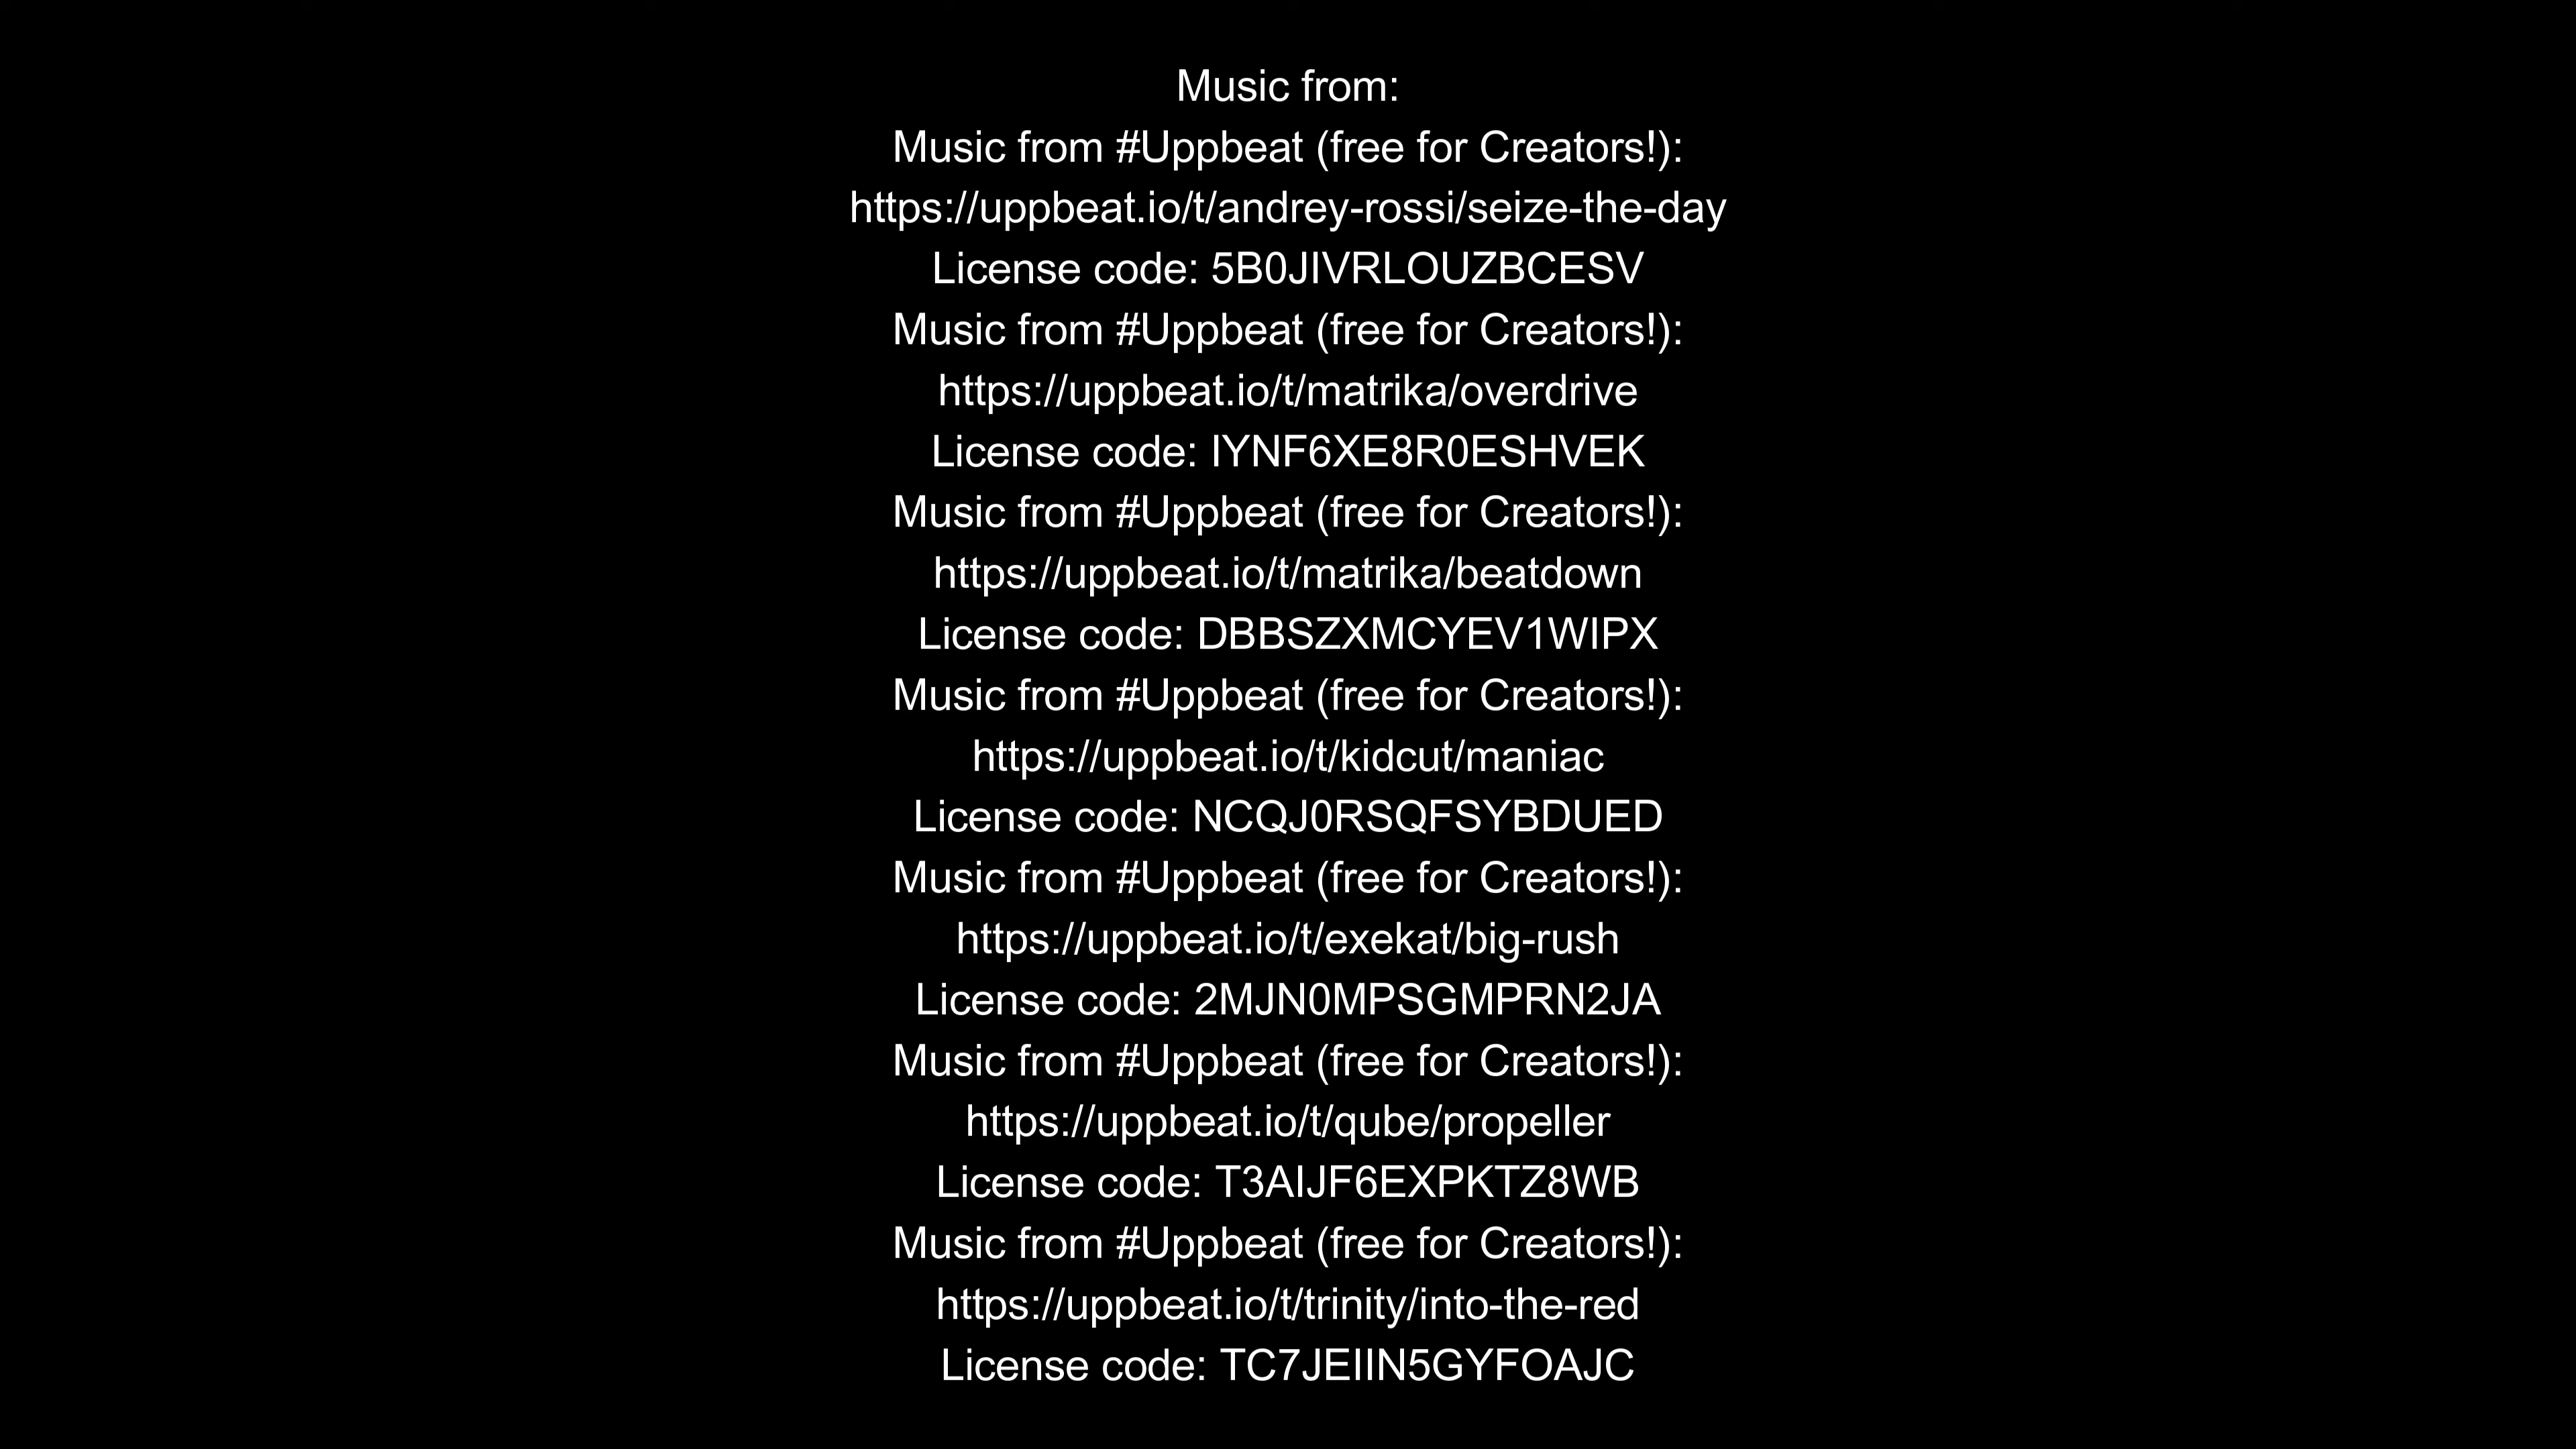 Music from:
Music from #Uppbeat (free for Creators!):
https://uppbeat.io/t/andrey-rossi/seize-the-day
License code: 5B0JIVRLOUZBCESV
Music from #Uppbeat (free for Creators!):
https://uppbeat.io/t/matrika/overdrive
License code: IYNF6XE8R0ESHVEK
Music from #Uppbeat (free for Creators!):
https://uppbeat.io/t/matrika/beatdown
License code: DBBSZXMCYEV1WIPX
Music from #Uppbeat (free for Creators!):
https://uppbeat.io/t/kidcut/maniac
License code: NCQJ0RSQFSYBDUED
Music from #Uppbeat (free for Creators!):
https://uppbeat.io/t/exekat/big-rush
License code: 2MJN0MPSGMPRN2JA
Music from #Uppbeat (free for Creators!):
https://uppbeat.io/t/qube/propeller
License code: T3AIJF6EXPKTZ8WB
Music from #Uppbeat (free for Creators!):
https://uppbeat.io/t/trinity/into-the-red
License code: TC7JEIIN5GYFOAJC